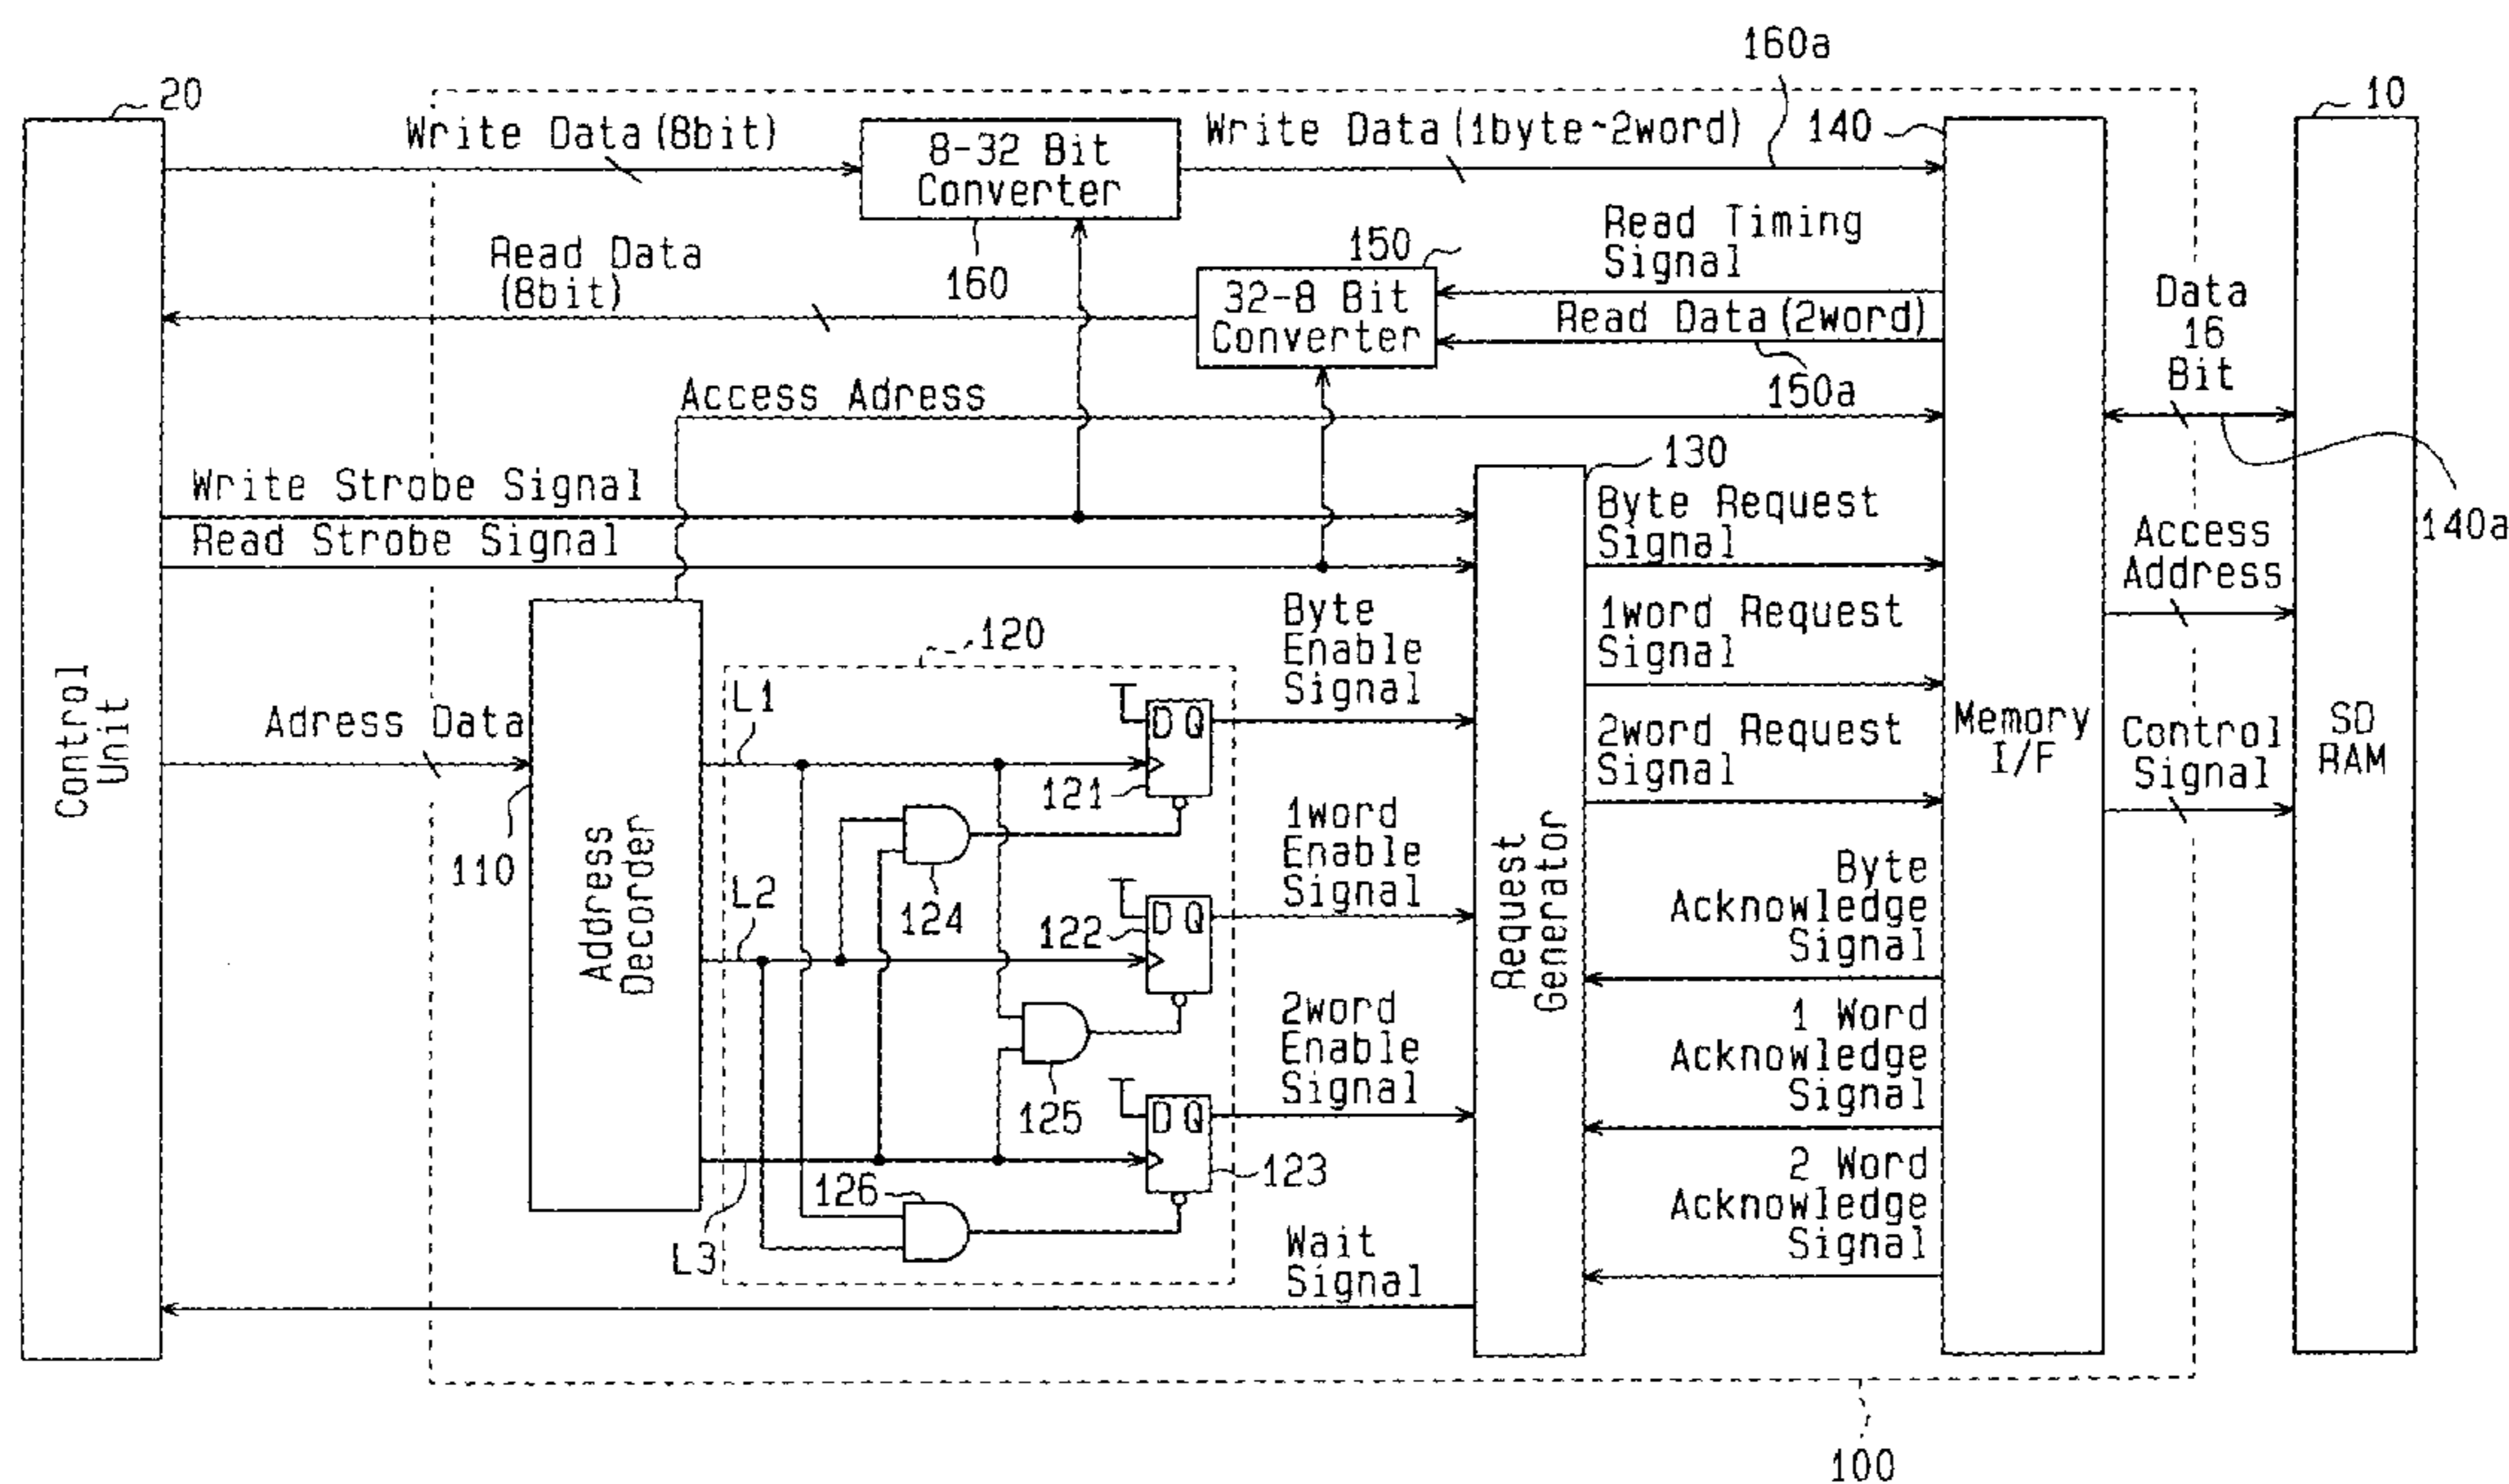 160a
20
10
Write Data(8bit)
8-32 Bit
Converter
Write Data(1byte~2word)
140
Read Data
(8bit)
160
150
Read Timing
Signal
32-8 Bit
Converter
Read Data(2word)
150a
Data
16
Bit
Access Adress
140a
Write Strobe Signal
Read Strobe Signal
130
Byte Request
Signal
Access
Address
120
Byte
Enable
Signal
1word Request
Signal
Control
Unit
Adress Data
110
Address
Decorder
L1
D Q
121
2word Request
Signal
Memory
I/F
Control
Signal
SD
RAM
124
1word
Enable
Signal
L2
D Q
122
Request
Generator
Byte
Acknowledge
Signal
125
2word
Enable
Signal
1 Word
Acknowledge
Signal
D Q
123
126
L3
2 Word
Acknowledge
Signal
Wait
Signal
100